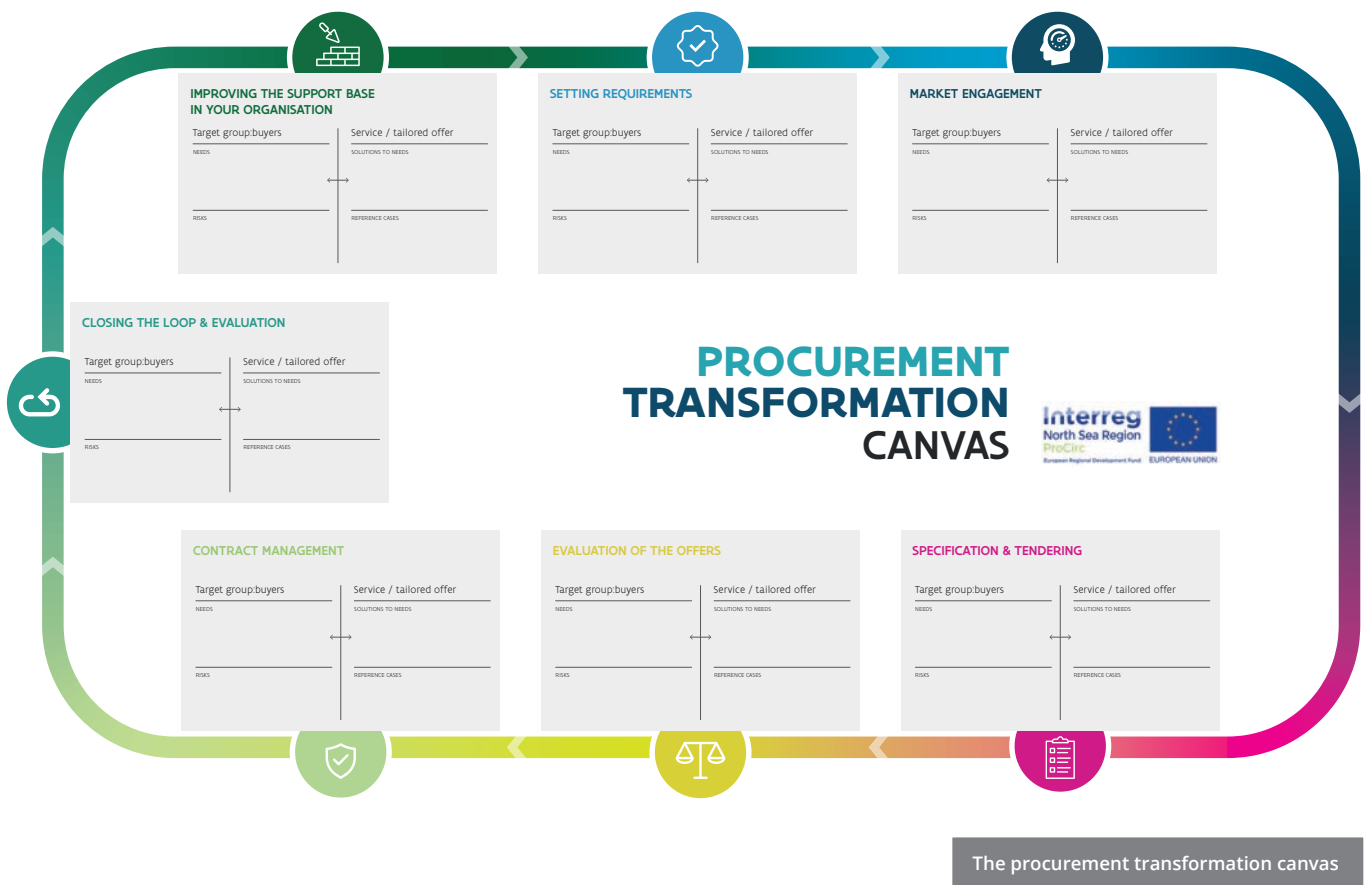 IMPROVING THE SUPPORT BASE
IN YOUR ORGANISATION
Target group:buyers
Service / tailored offer
NEEDS
SOLUTIONS TO NEEDS
RISKS
REFERENCE CASES
SETTING REQUIREMENTS
Target group:buyers
Service / tailored offer
NEEDS
SOLUTIONS TO NEEDS
RISKS
REFERENCE CASES
MARKET ENGAGEMENT
Target group:buyers
Service / tailored offer
NEEDS
SOLUTIONS TO NEEDS
RISKS
REFERENCE CASES
CLOSING THE LOOP & EVALUATION
Target group:buyers
Service / tailored offer
NEEDS
SOLUTIONS TO NEEDS
RISKS
REFERENCE CASES
PROCUREMENT
TRANSFORMATION
CANVAS
Interreg
North Sea Region
ProCirc
European Regional Development Fund
EUROPEAN UNION
CONTRACT MANAGEMENT
Target group:buyers
Service / tailored offer
NEEDS
SOLUTIONS TO NEEDS
RISKS
REFERENCE CASES
EVALUATION OF THE OFFERS
Target group:buyers
Service / tailored offer
NEEDS
SOLUTIONS TO NEEDS
RISKS
REFERENCE CASES
SPECIFICATION & TENDERING
Target group:buyers
Service / tailored offer
NEEDS
SOLUTIONS TO NEEDS
RISKS
REFERENCE CASES
The procurement transformation canvas